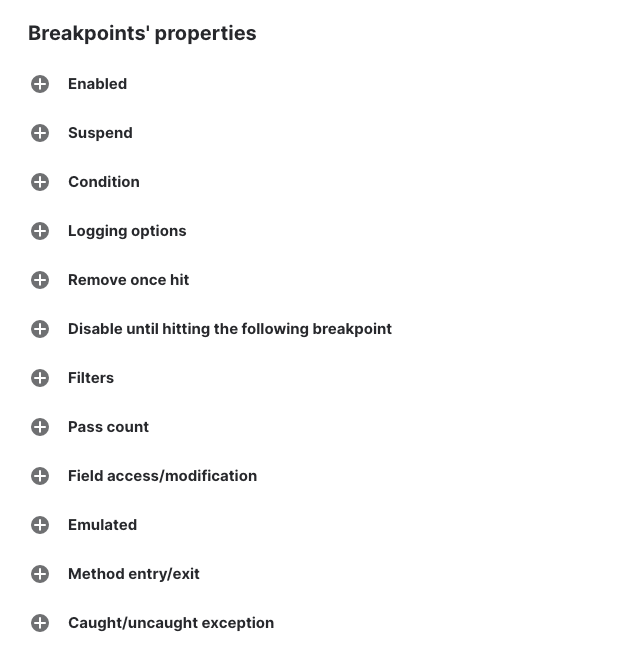 Breakpoints' properties
Enabled
Suspend
Condition
Logging options
Remove once hit
Disable until hitting the following breakpoint
Filters
Pass count
Field access/modification
Emulated
Method entry/exit
Caught/uncaught exception